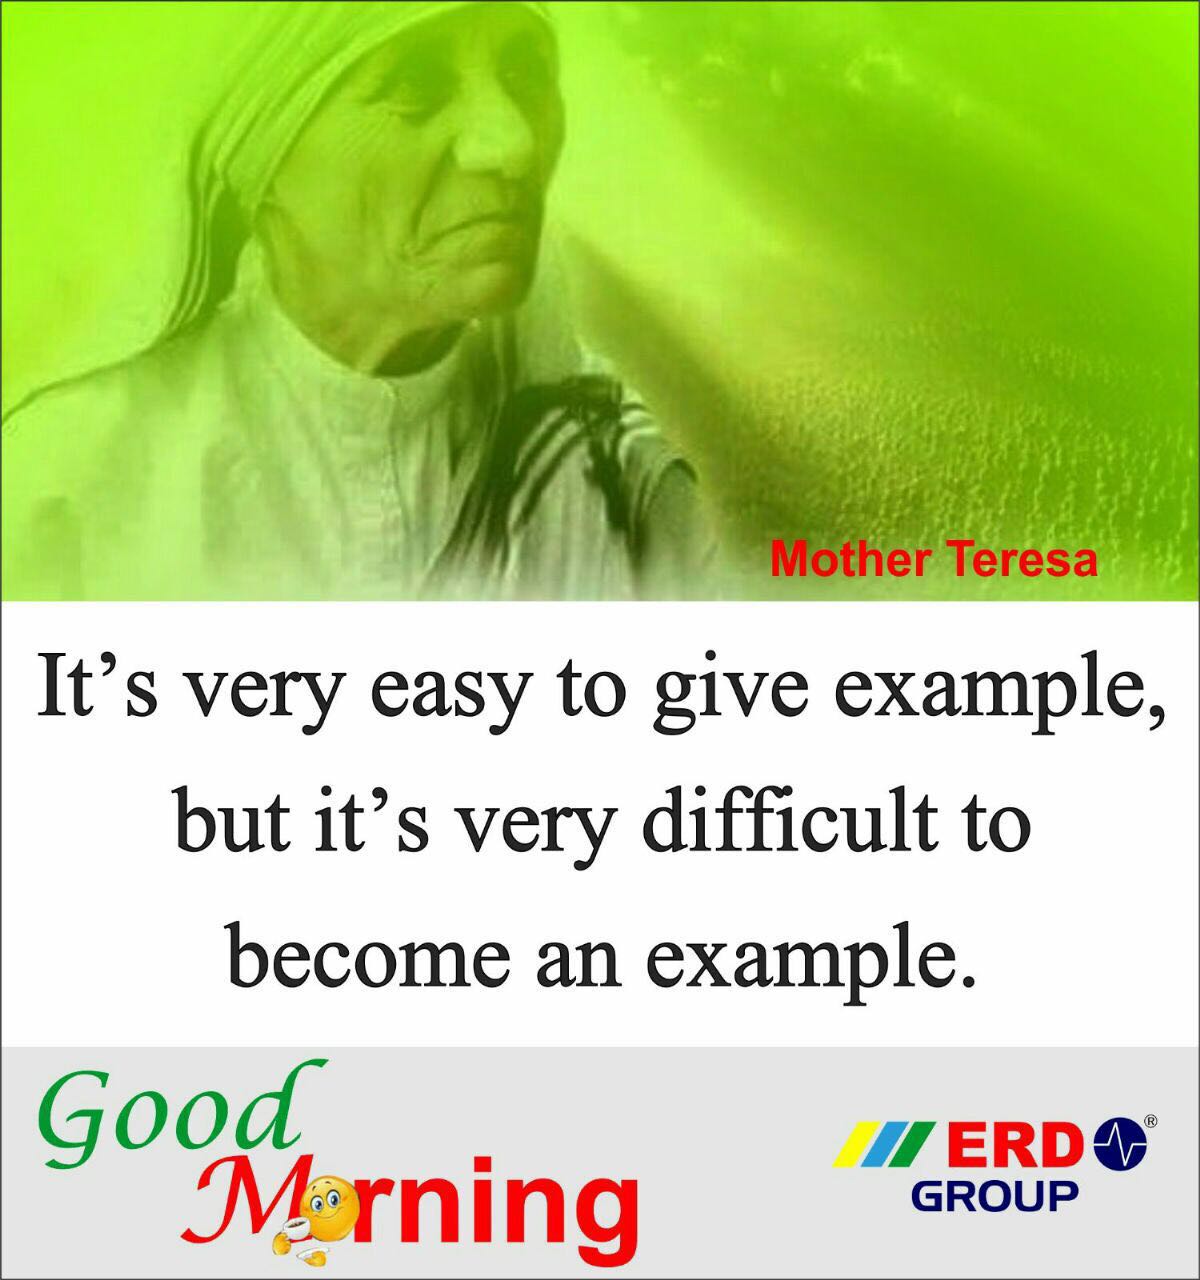 Mother Teresa
It’s very easy to give example,
but it’s very difficult to
become an example.
Good
Morning
ERD ®
GROUP